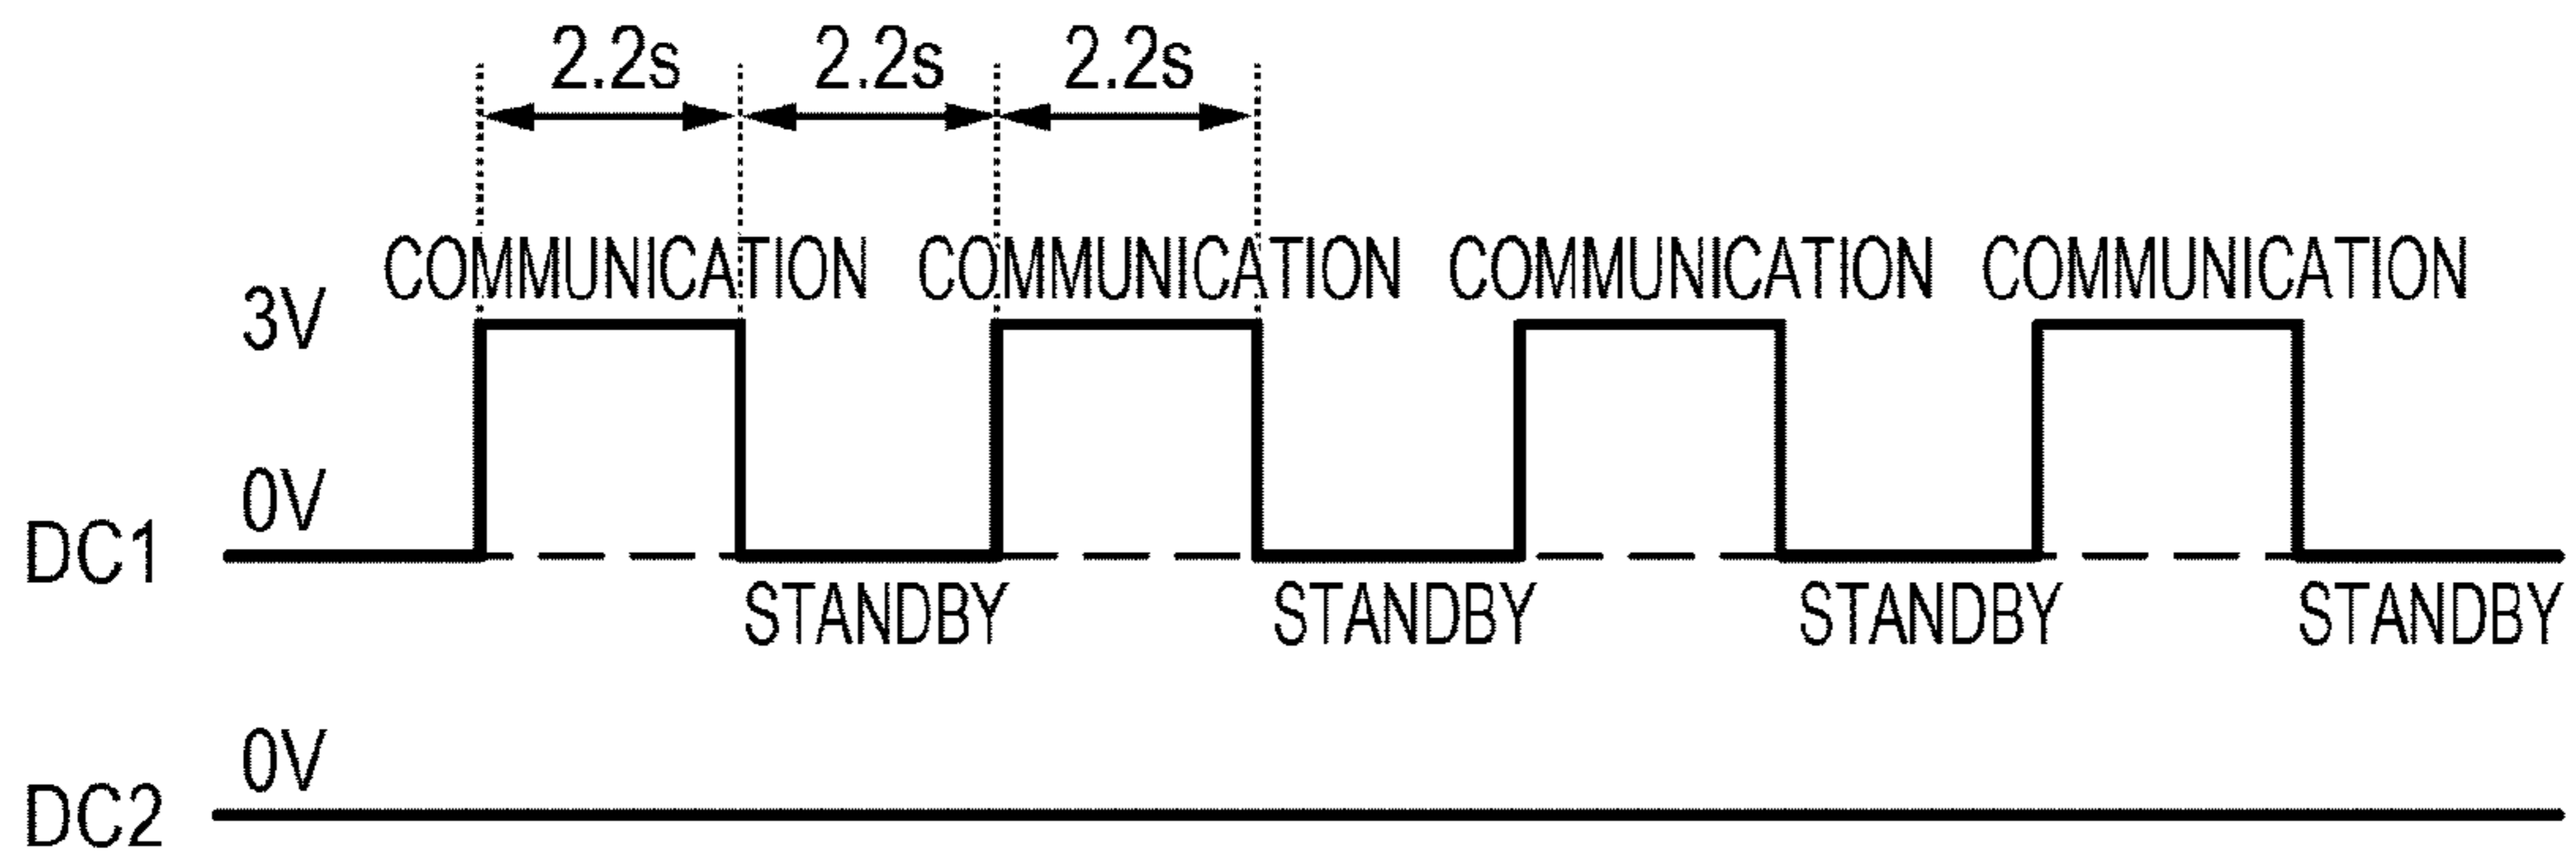 2.2s 2.2s 2.2s
COMMUNICATION COMMUNICATION COMMUNICATION COMMUNICATION
3V
0V
DC1
STANDBY STANDBY STANDBY STANDBY
0V
DC2